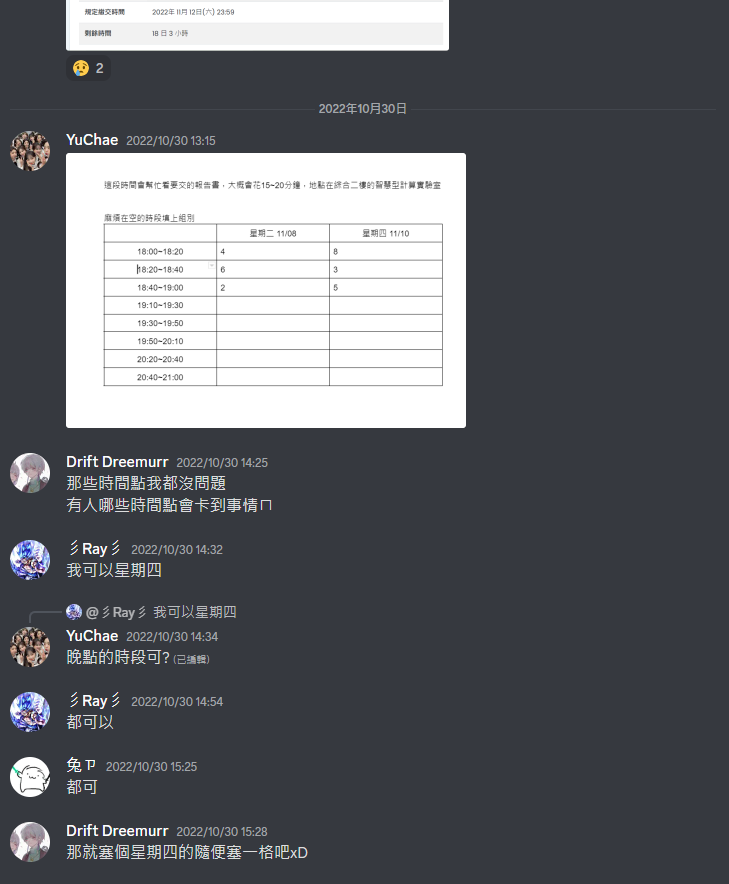 規定繳交時間 2022年 11月 12日(六) 23:59
剩餘時間 18 日 3 小時
😢 2
2022年10月30日
YuChae 2022/10/30 13:15
這段時間會幫忙看要交的報告書，大概會花15~20分鐘，地點在綜合二樓的智慧型計算實驗室
麻煩在空的時段填上組別
星期二 11/08 星期四 11/10
18:00~18:20 4 8
18:20~18:40 6 3
18:40~19:00 2 5
19:10~19:30
19:30~19:50
19:50~20:10
20:20~20:40
20:40~21:00
Drift Dreemurr 2022/10/30 14:25
那些時間點我都沒問題
有人哪些時間點會卡到事情ㄇ
彡Ray彡 2022/10/30 14:32
我可以星期四
@彡Ray彡 我可以星期四
YuChae 2022/10/30 14:34
晚點的時段可? (已編輯)
彡Ray彡 2022/10/30 14:54
都可以
兔ㄗ 2022/10/30 15:25
都可
Drift Dreemurr 2022/10/30 15:28
那就塞個星期四的隨便塞一格吧xD